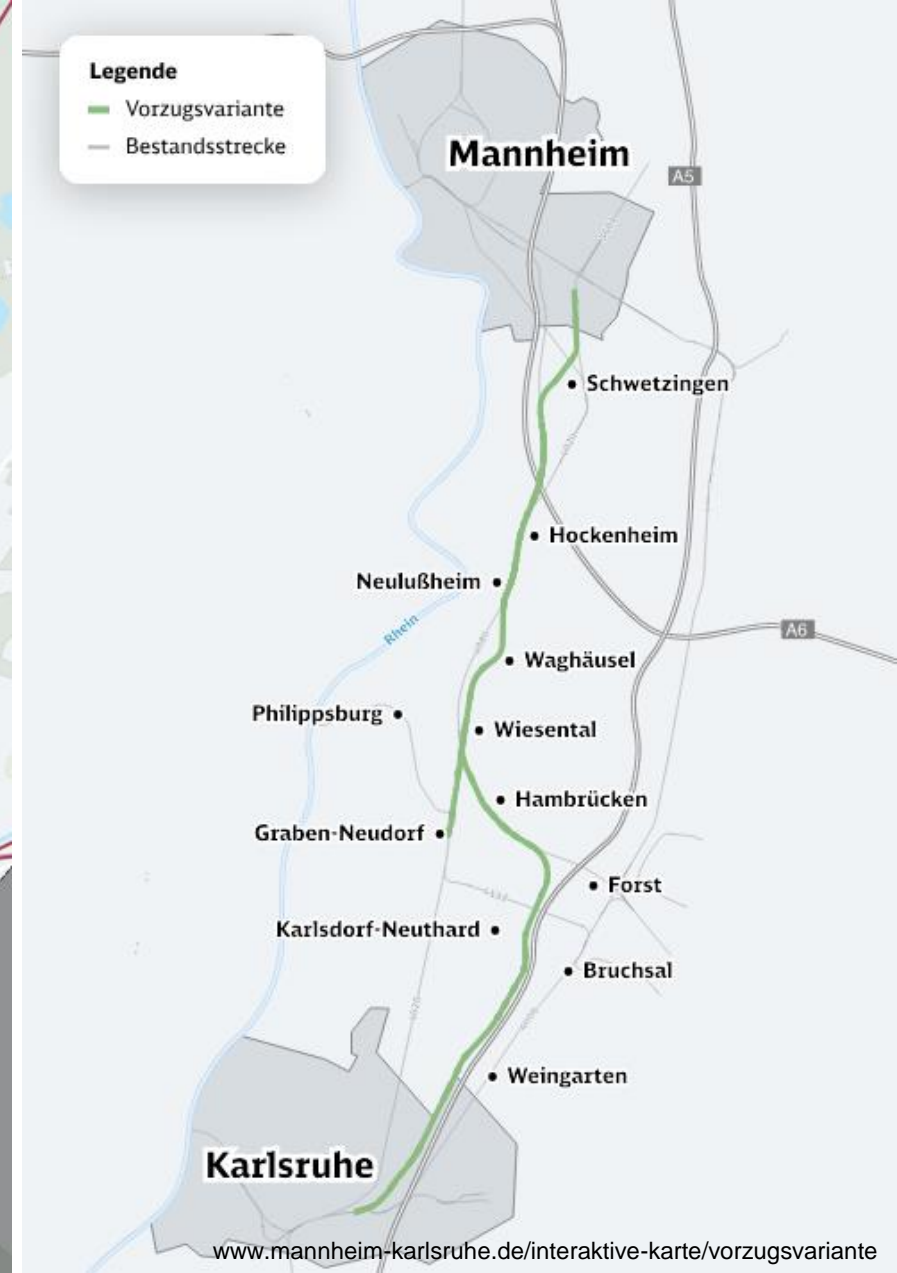 Legende
Vorzugsvariante
Bestandsstrecke
Mannheim
A5
Schwetzingen
Hockenheim
Neulußheim
Rhein
A6
Waghäusel
Philippsburg
Wiesental
Hambrücken
Graben-Neudorf
Forst
Karlsdorf-Neuthard
Bruchsal
Weingarten
Karlsruhe
www.mannheim-karlsruhe.de/interaktive-karte/vorzugsvariante